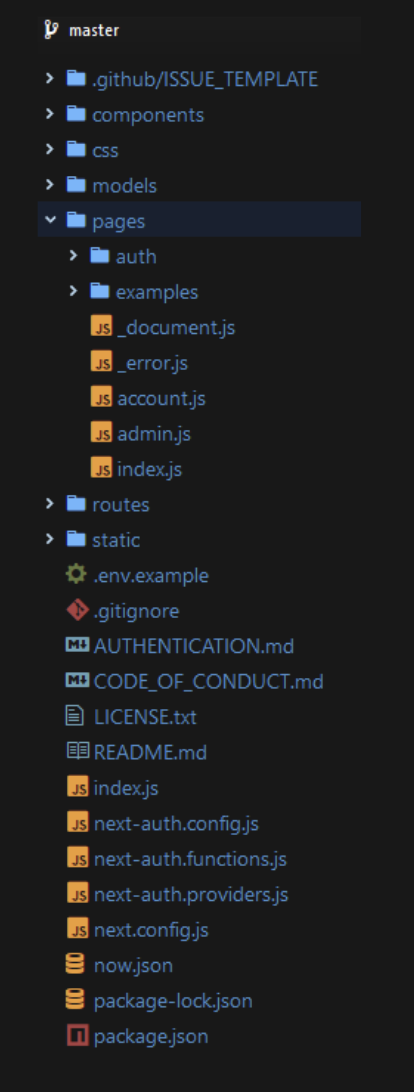 master
.github/ISSUE_TEMPLATE
components
css
models
pages
auth
examples
JS _document.js
JS _error.js
JS account.js
JS admin.js
JS index.js
routes
static
.env.example
.gitignore
M↓ AUTHENTICATION.md
M↓ CODE_OF_CONDUCT.md
LICENSE.txt
README.md
JS index.js
JS next-auth.config.js
JS next-auth.functions.js
JS next-auth.providers.js
JS next.config.js
now.json
package-lock.json
package.json